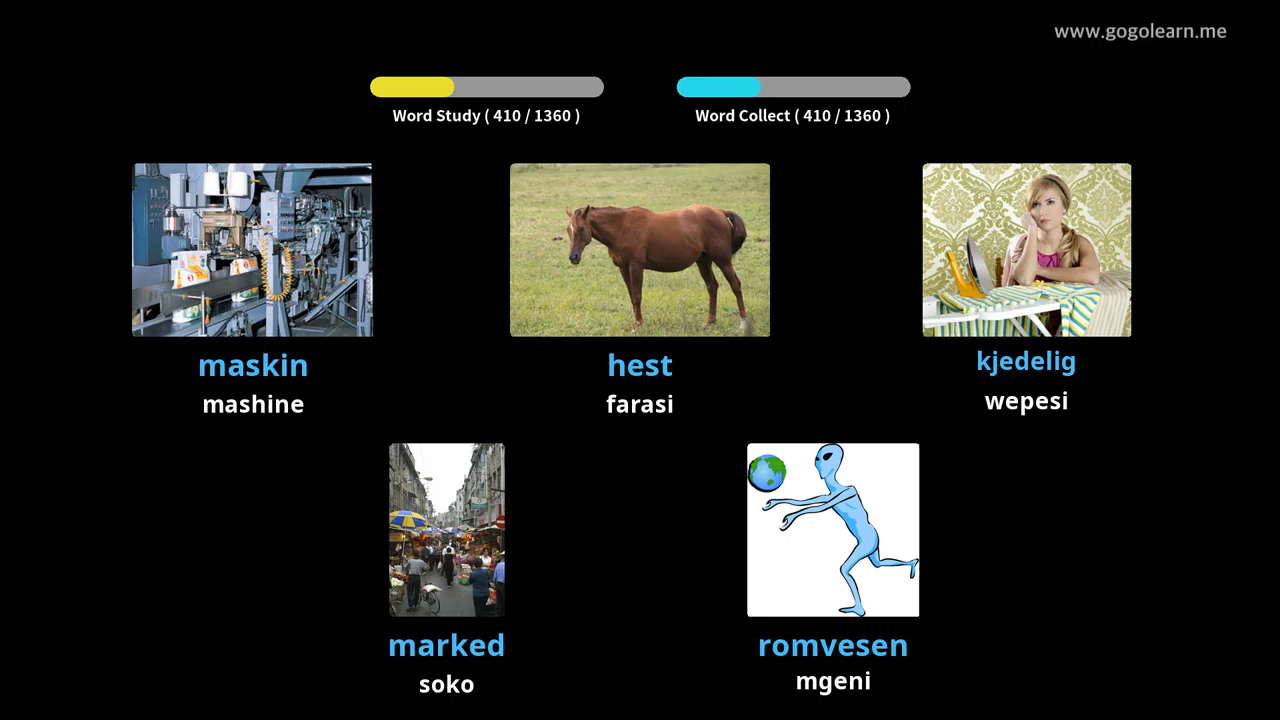 www.gogolearn.me
Word Study ( 410 / 1360 )
Word Collect ( 410 / 1360 )
maskin
mashine
hest
farasi
kjedelig
wepesi
marked
soko
romvesen
mgeni